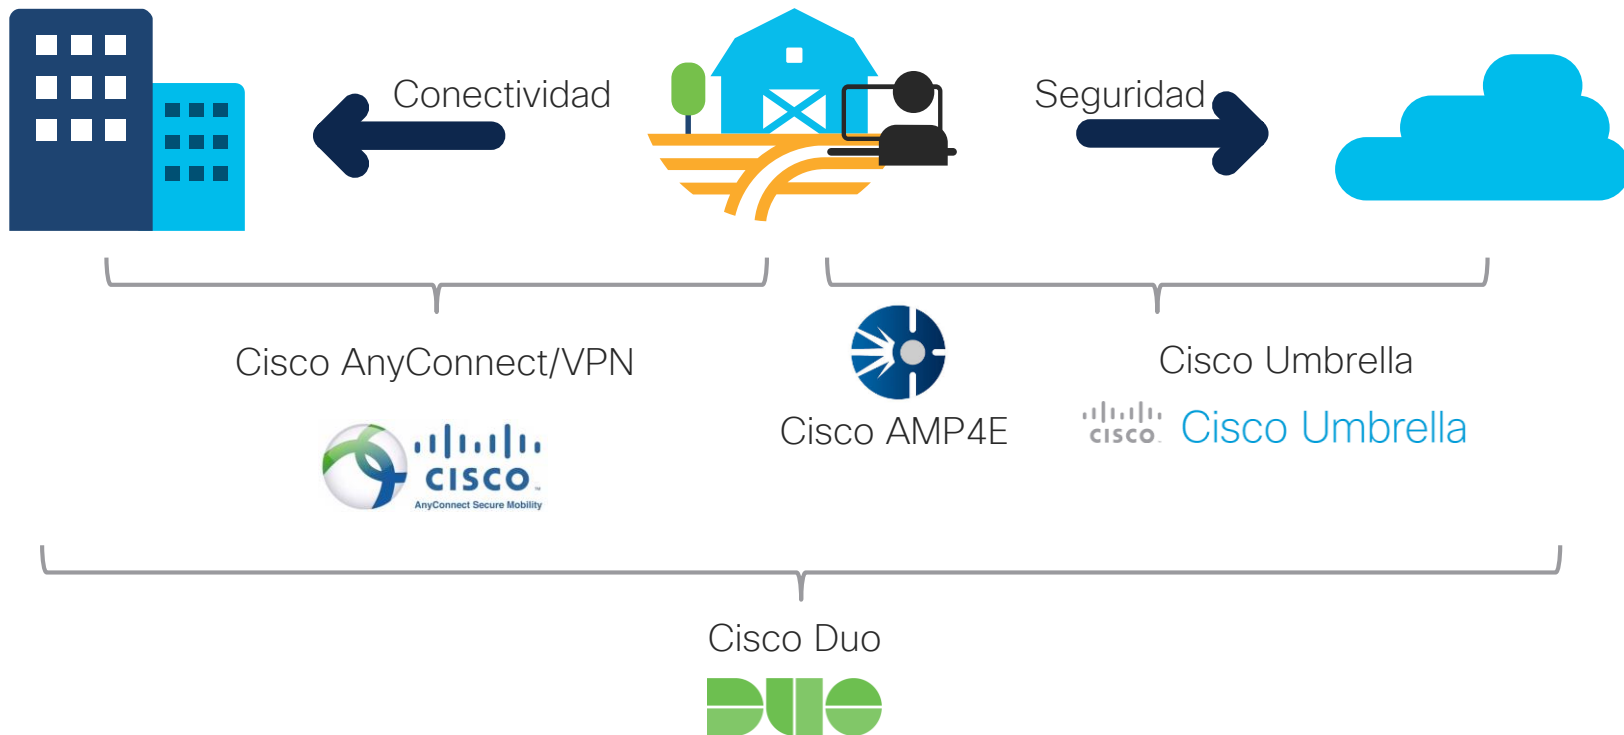 Conectividad
Seguridad
Cisco AnyConnect/VPN
CISCO
AnyConnect Secure Mobility
Cisco AMP4E
Cisco Umbrella
CISCO. Cisco Umbrella
Cisco Duo
DUO